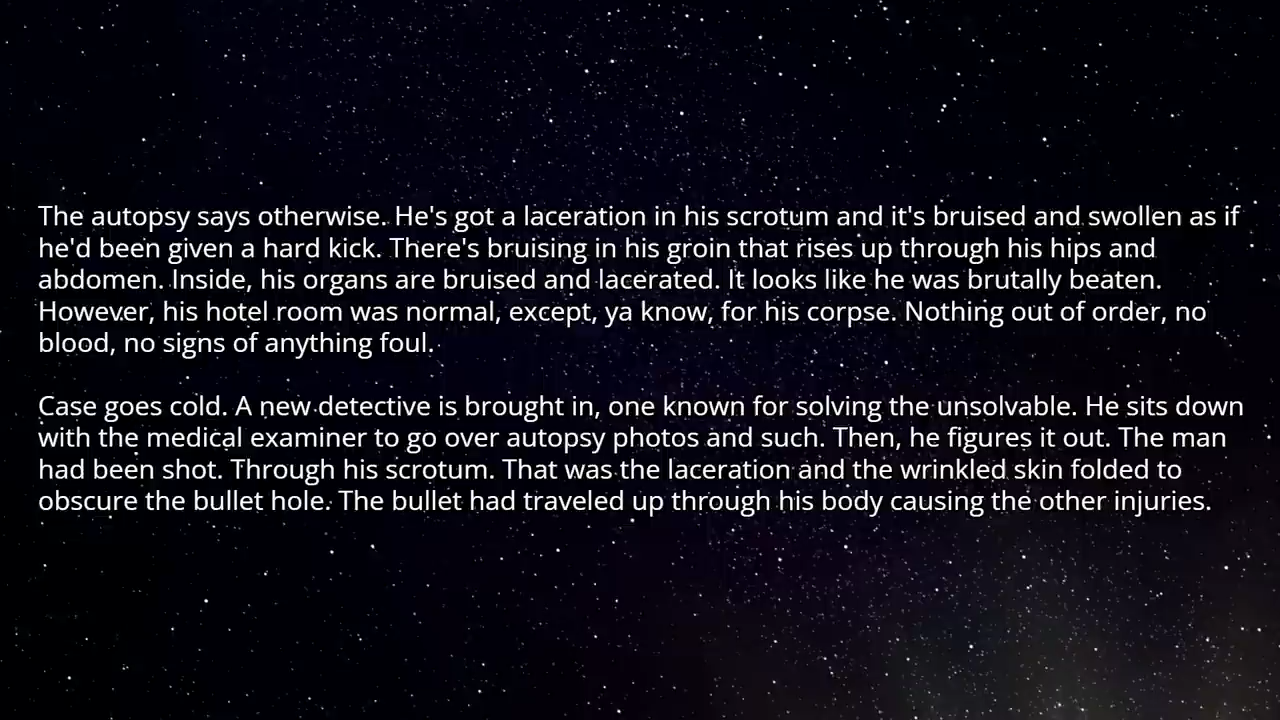 The autopsy says otherwise. He's got a laceration in his scrotum and it's bruised and swollen as if
he'd been given a hard kick. There's bruising in his groin that rises up through his hips and
abdomen. Inside, his organs are bruised and lacerated. It looks like he was brutally beaten.
However, his hotel room was normal, except, ya know, for his corpse. Nothing out of order, no
blood, no signs of anything foul.
Case goes cold. A new detective is brought in, one known for solving the unsolvable. He sits down
with the medical examiner to go over autopsy photos and such. Then, he figures it out. The man
had been shot. Through his scrotum. That was the laceration and the wrinkled skin folded to
obscure the bullet hole. The bullet had traveled up through his body causing the other injuries.